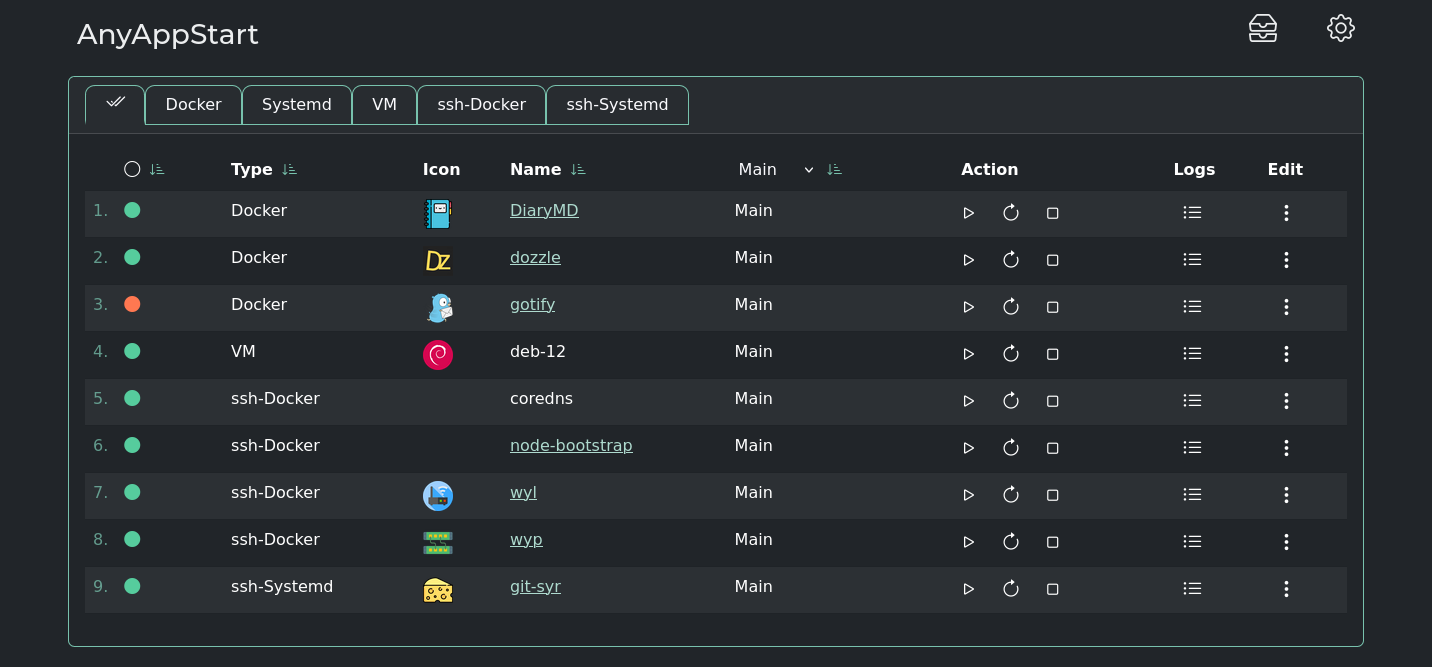 AnyAppStart
Docker Systemd VM ssh-Docker ssh-Systemd
Type Icon Name Main Action Logs Edit
1. Docker DiaryMD Main
2. Docker DZ dozzle Main
3. Docker gotify Main
4. VM deb-12 Main
5. ssh-Docker coredns Main
6. ssh-Docker node-bootstrap Main
7. ssh-Docker wyl Main
8. ssh-Docker wyp Main
9. ssh-Systemd git-syr Main